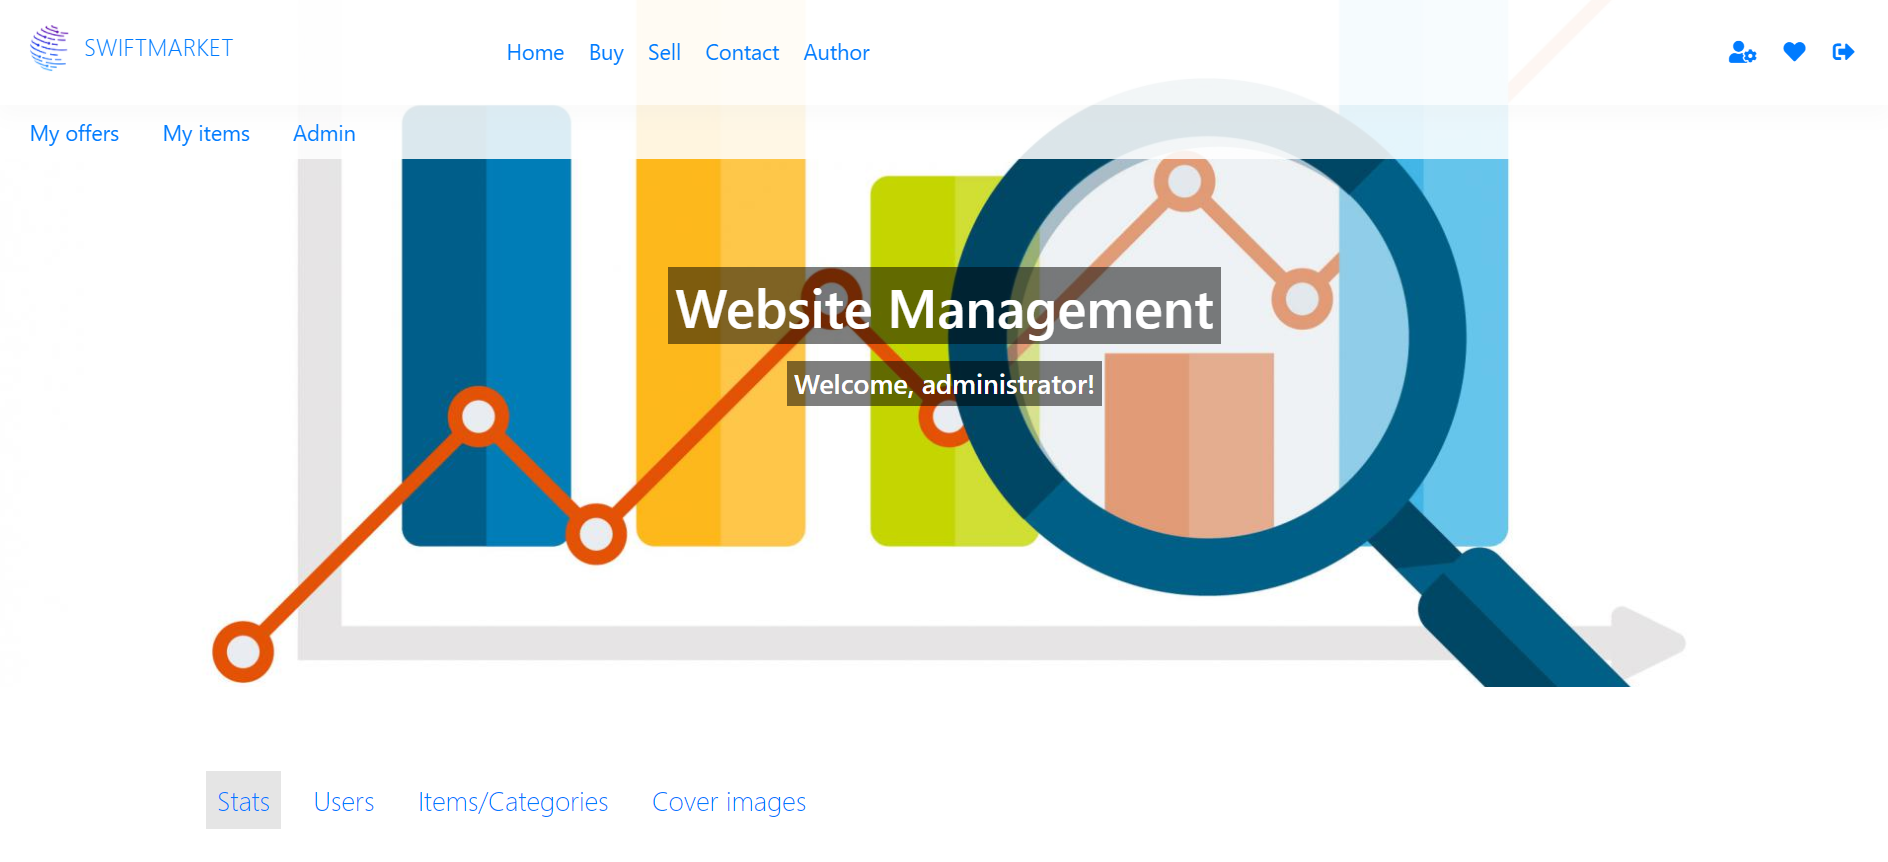 SWIFTMARKET
Home Buy Sell Contact Author
My offers My items Admin
Website Management
Welcome, administrator!
Stats Users Items/Categories Cover images